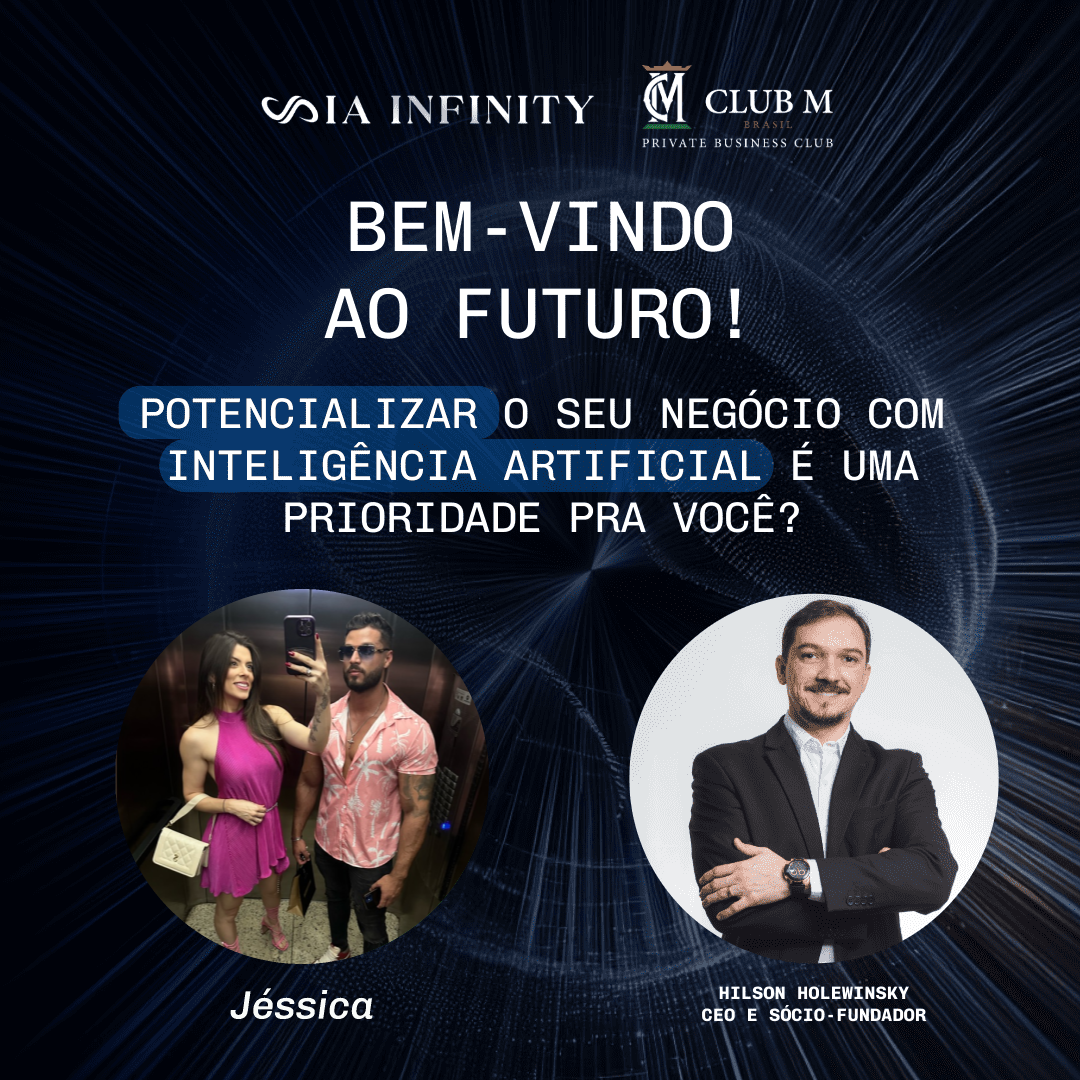 IA INFINITY
CM CLUB M
BRASIL
PRIVATE BUSINESS CLUB
BEM-VINDO
AO FUTURO!
POTENCIALIZAR O SEU NEGÓCIO COM
INTELIGÊNCIA ARTIFICIAL É UMA
PRIORIDADE PRA VOCÊ?
Jéssica
HILSON HOLEWINSKY
CEO E SÓCIO-FUNDADOR